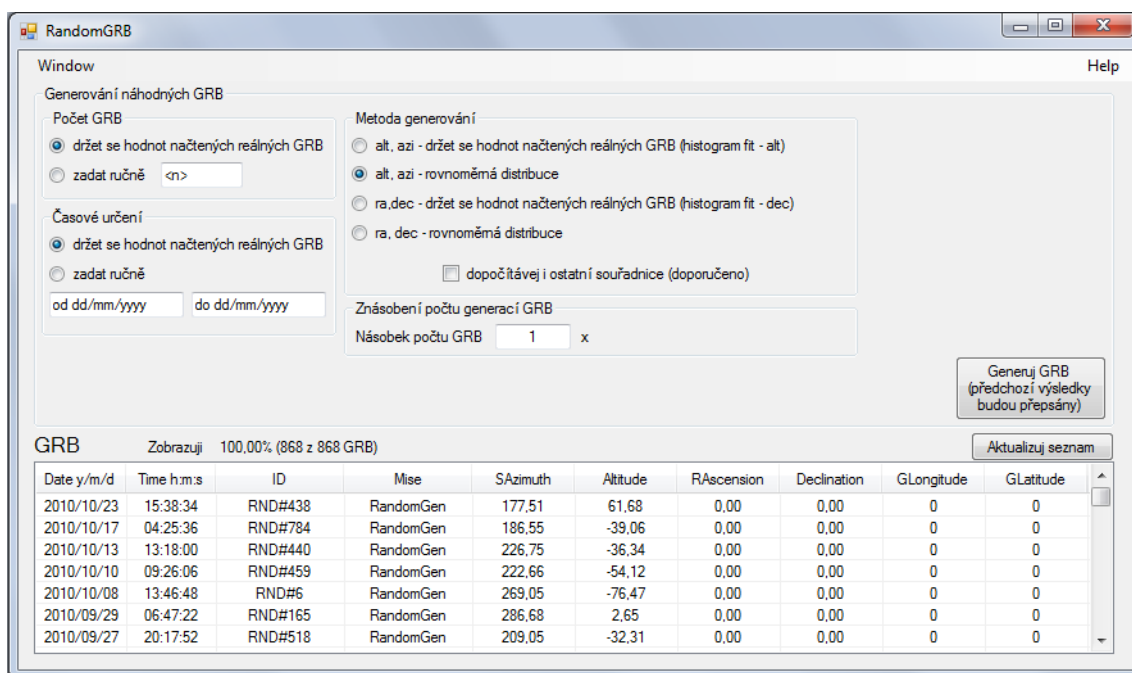 RandomGRB
Window Help
Generování náhodných GRB
Počet GRB
držet se hodnot načtených reálných GRB
zadat ručně <n>
Časové určení
držet se hodnot načtených reálných GRB
zadat ručně
od dd/mm/yyyy do dd/mm/yyyy
Metoda generování
alt, azi - držet se hodnot načtených reálných GRB (histogram fit - alt)
alt, azi - rovnoměrná distribuce
ra,dec - držet se hodnot načtených reálných GRB (histogram fit - dec)
ra, dec - rovnoměrná distribuce
dopočítávej i ostatní souřadnice (doporučeno)
Znásobení počtu generací GRB
Násobek počtu GRB 1 x
Generuj GRB
(předchozí výsledky
budou přepsány)
GRB Zobrazuji 100,00% (868 z 868 GRB) Aktualizuj seznam
Date y/m/d Time h:m:s ID Mise SAzimuth Altitude RAscension Declination GLongitude GLatitude
2010/10/23 15:38:34 RND#438 RandomGen 177,51 61,68 0,00 0,00 0 0
2010/10/17 04:25:36 RND#784 RandomGen 186,55 -39,06 0,00 0,00 0 0
2010/10/13 13:18:00 RND#440 RandomGen 226,75 -36,34 0,00 0,00 0 0
2010/10/10 09:26:06 RND#459 RandomGen 222,66 -54,12 0,00 0,00 0 0
2010/10/08 13:46:48 RND#6 RandomGen 269,05 -76,47 0,00 0,00 0 0
2010/09/29 06:47:22 RND#165 RandomGen 286,68 2,65 0,00 0,00 0 0
2010/09/27 20:17:52 RND#518 RandomGen 209,05 -32,31 0,00 0,00 0 0